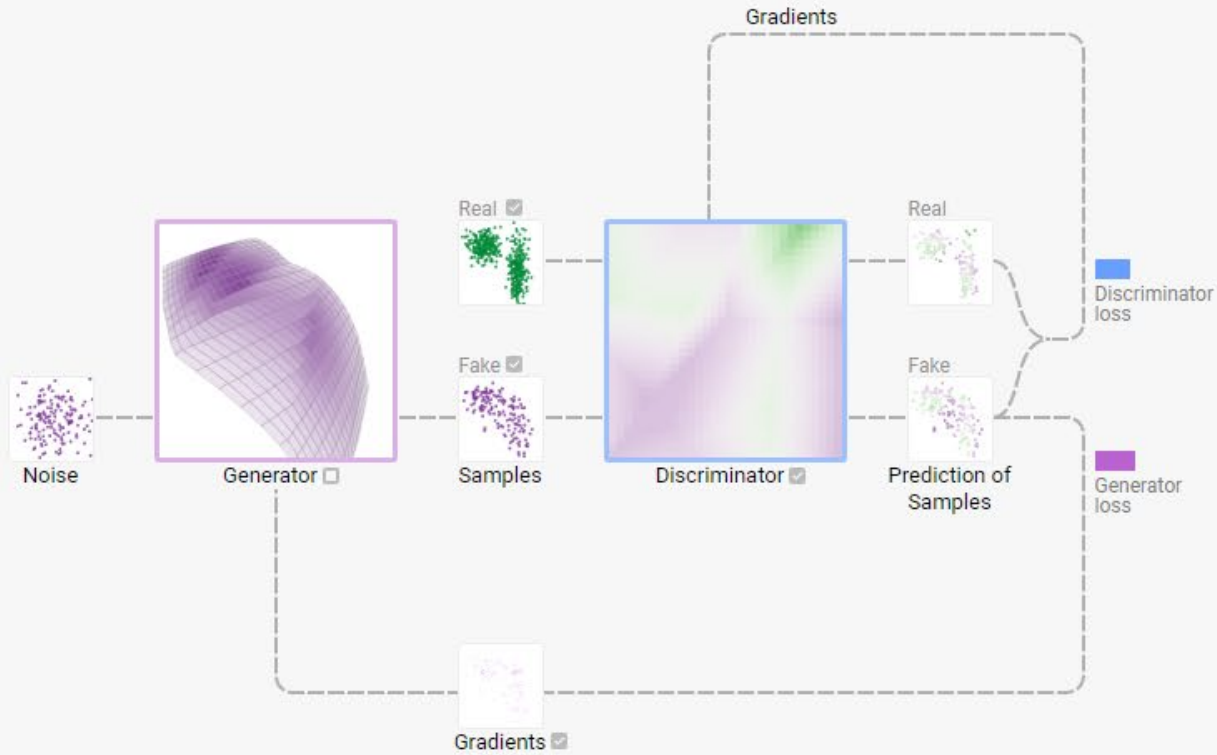 Gradients
Real
Real
Discriminator
loss
Fake
Fake
Noise
Generator
Samples
Discriminator
Prediction of
Samples
Generator
loss
Gradients